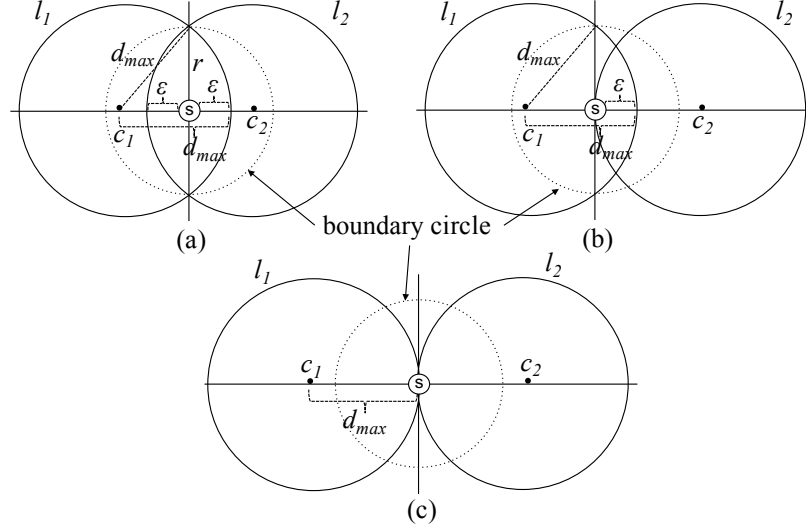 l1 l2 l1 l2
dmax r dmax
ε ε ε
s s
c1 c2 c1 c2
dmax dmax
boundary circle
(a) (b)
l1 l2
c1 c2
s
dmax
(c)